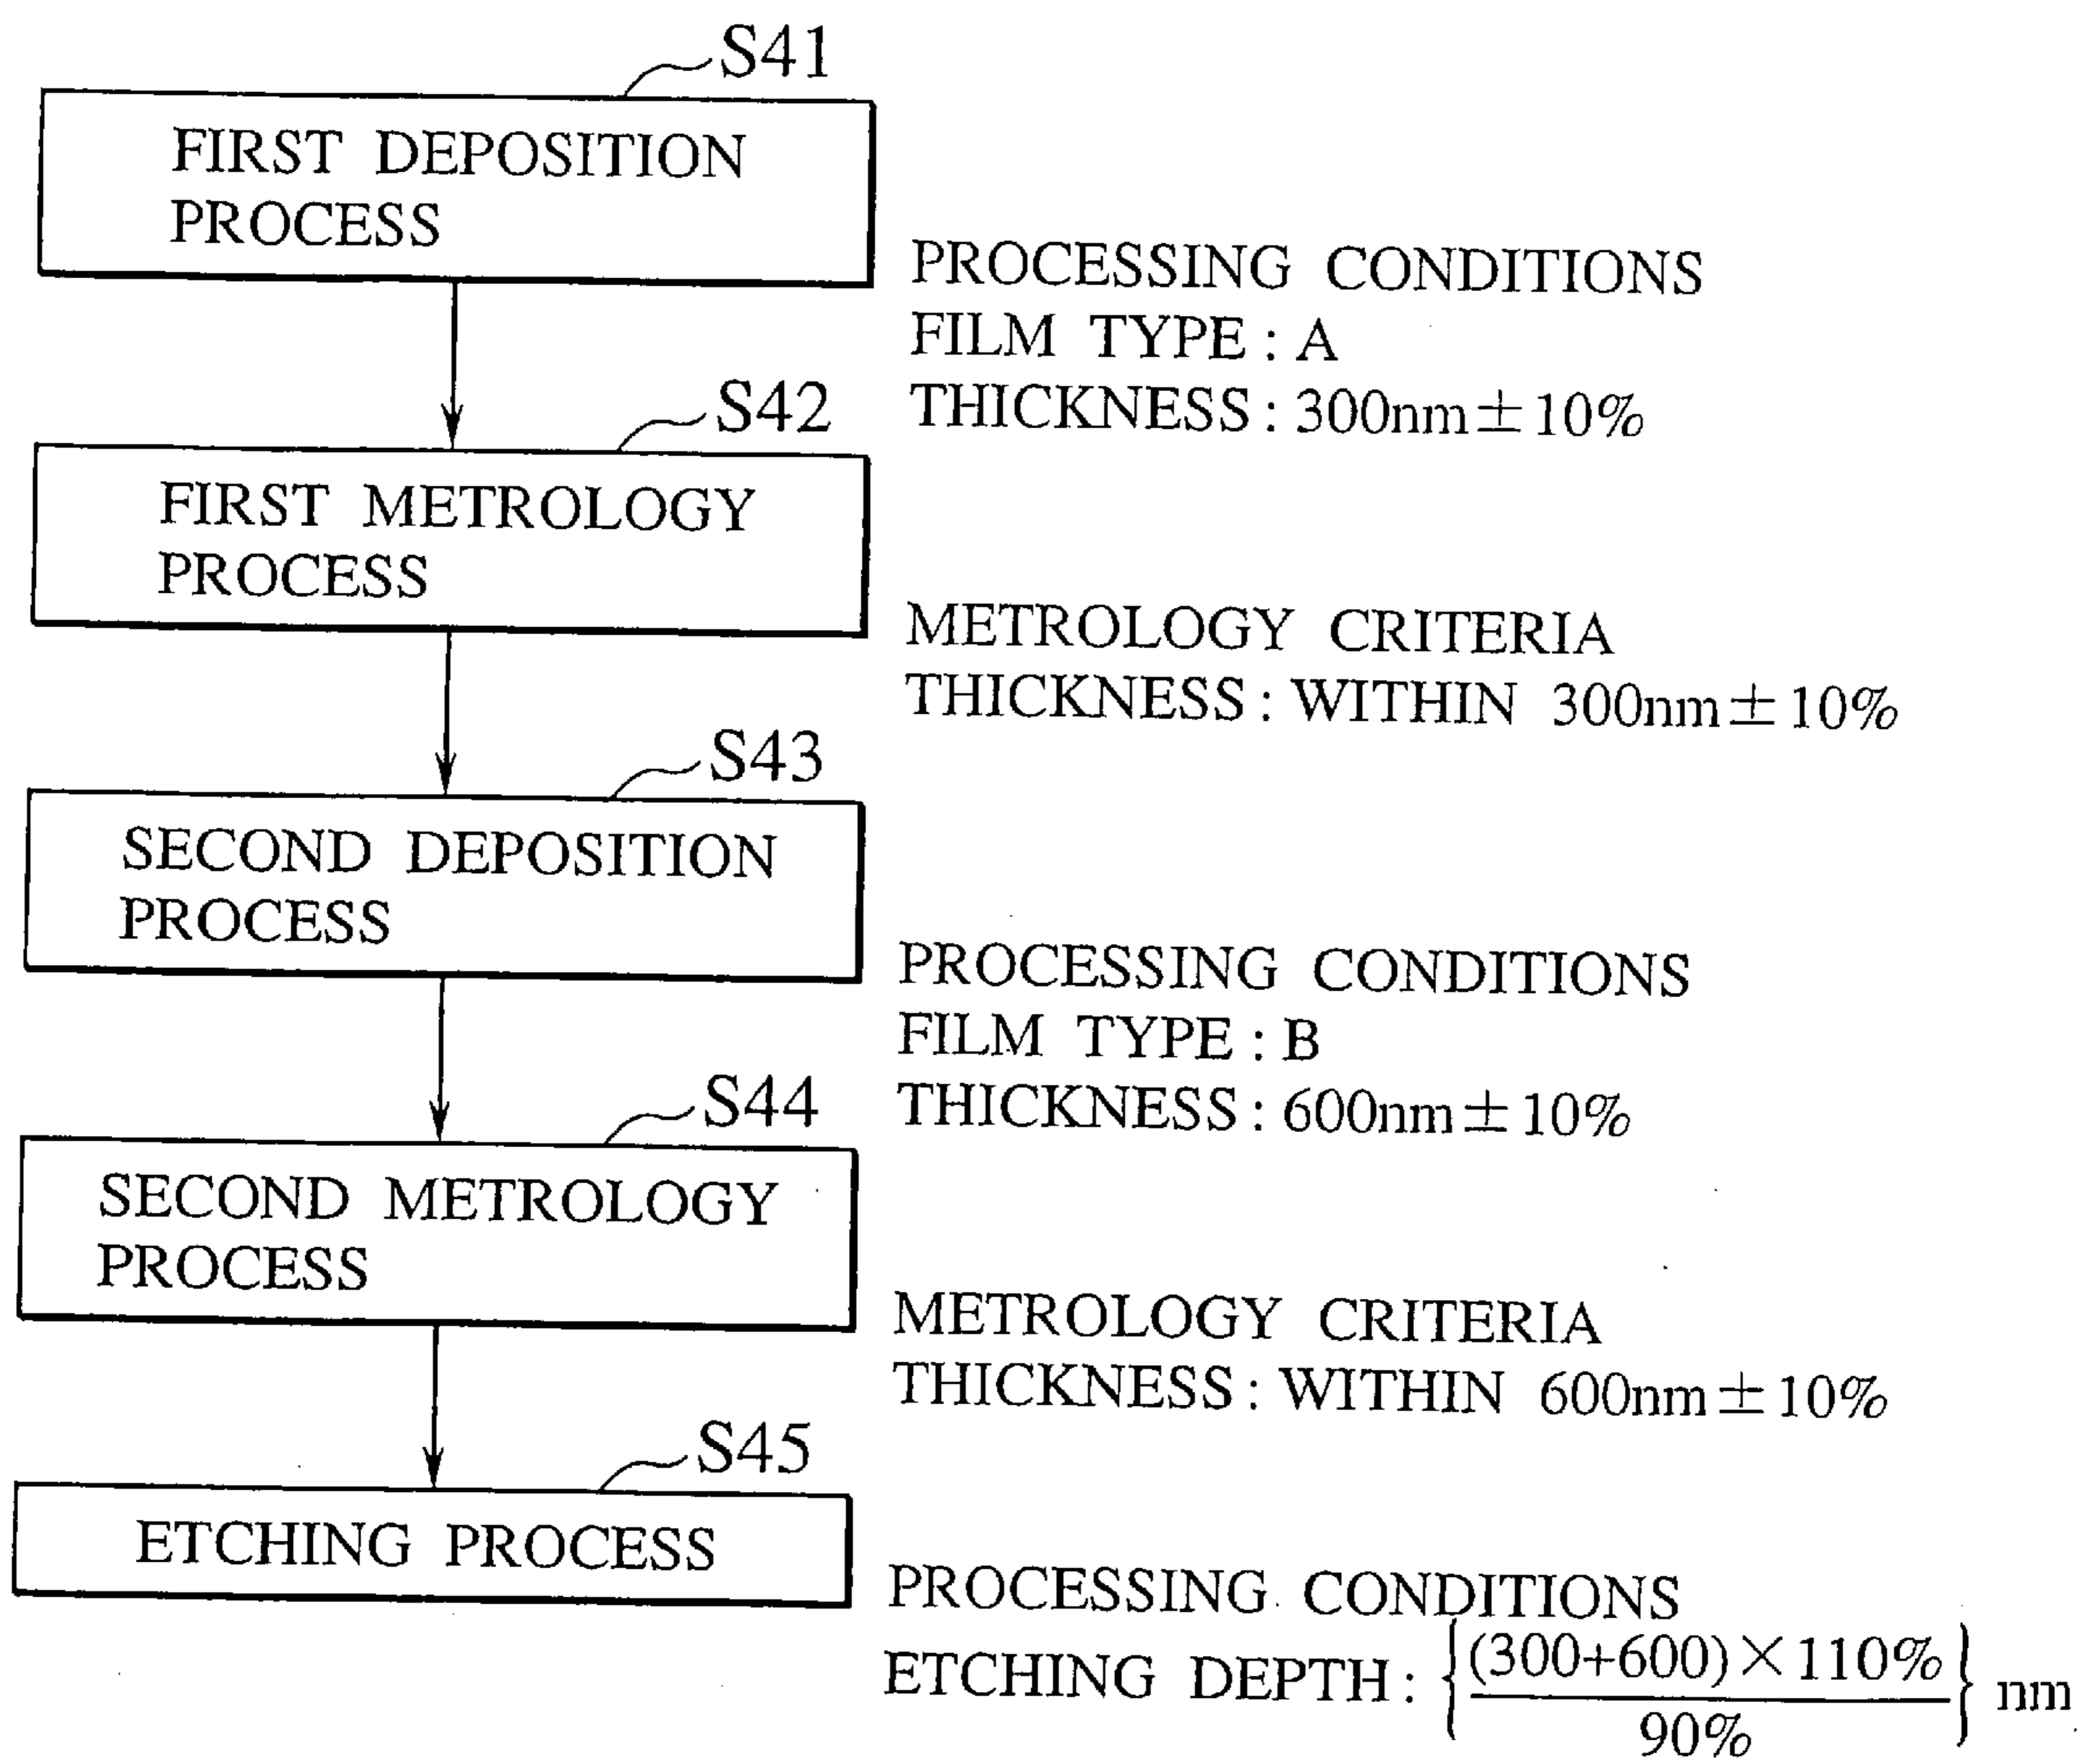 S41
FIRST DEPOSITION
PROCESS
PROCESSING CONDITIONS
FILM TYPE : A
THICKNESS : 300nm ± 10%
S42
FIRST METROLOGY
PROCESS
METROLOGY CRITERIA
THICKNESS : WITHIN 300nm ± 10%
S43
SECOND DEPOSITION
PROCESS
PROCESSING CONDITIONS
FILM TYPE : B
THICKNESS : 600nm ± 10%
S44
SECOND METROLOGY
PROCESS
METROLOGY CRITERIA
THICKNESS : WITHIN 600nm ± 10%
S45
ETCHING PROCESS
PROCESSING CONDITIONS
ETCHING DEPTH : { (300+600) × 110% / 90% } nm